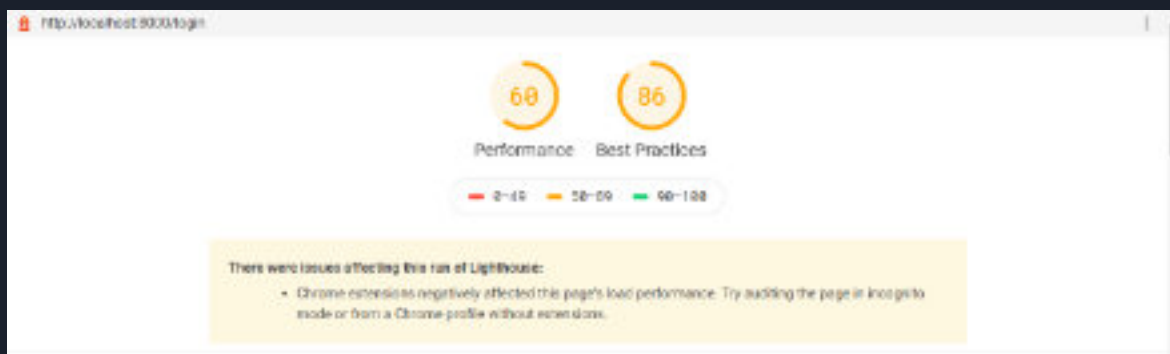 http://localhost:8000/login
60 86
Performance Best Practices
0-49 50-89 90-100
There were issues affecting this run of Lighthouse:
• Chrome extensions negatively affected this page's load performance. Try auditing the page in incognito
mode or from a Chrome profile without extensions.